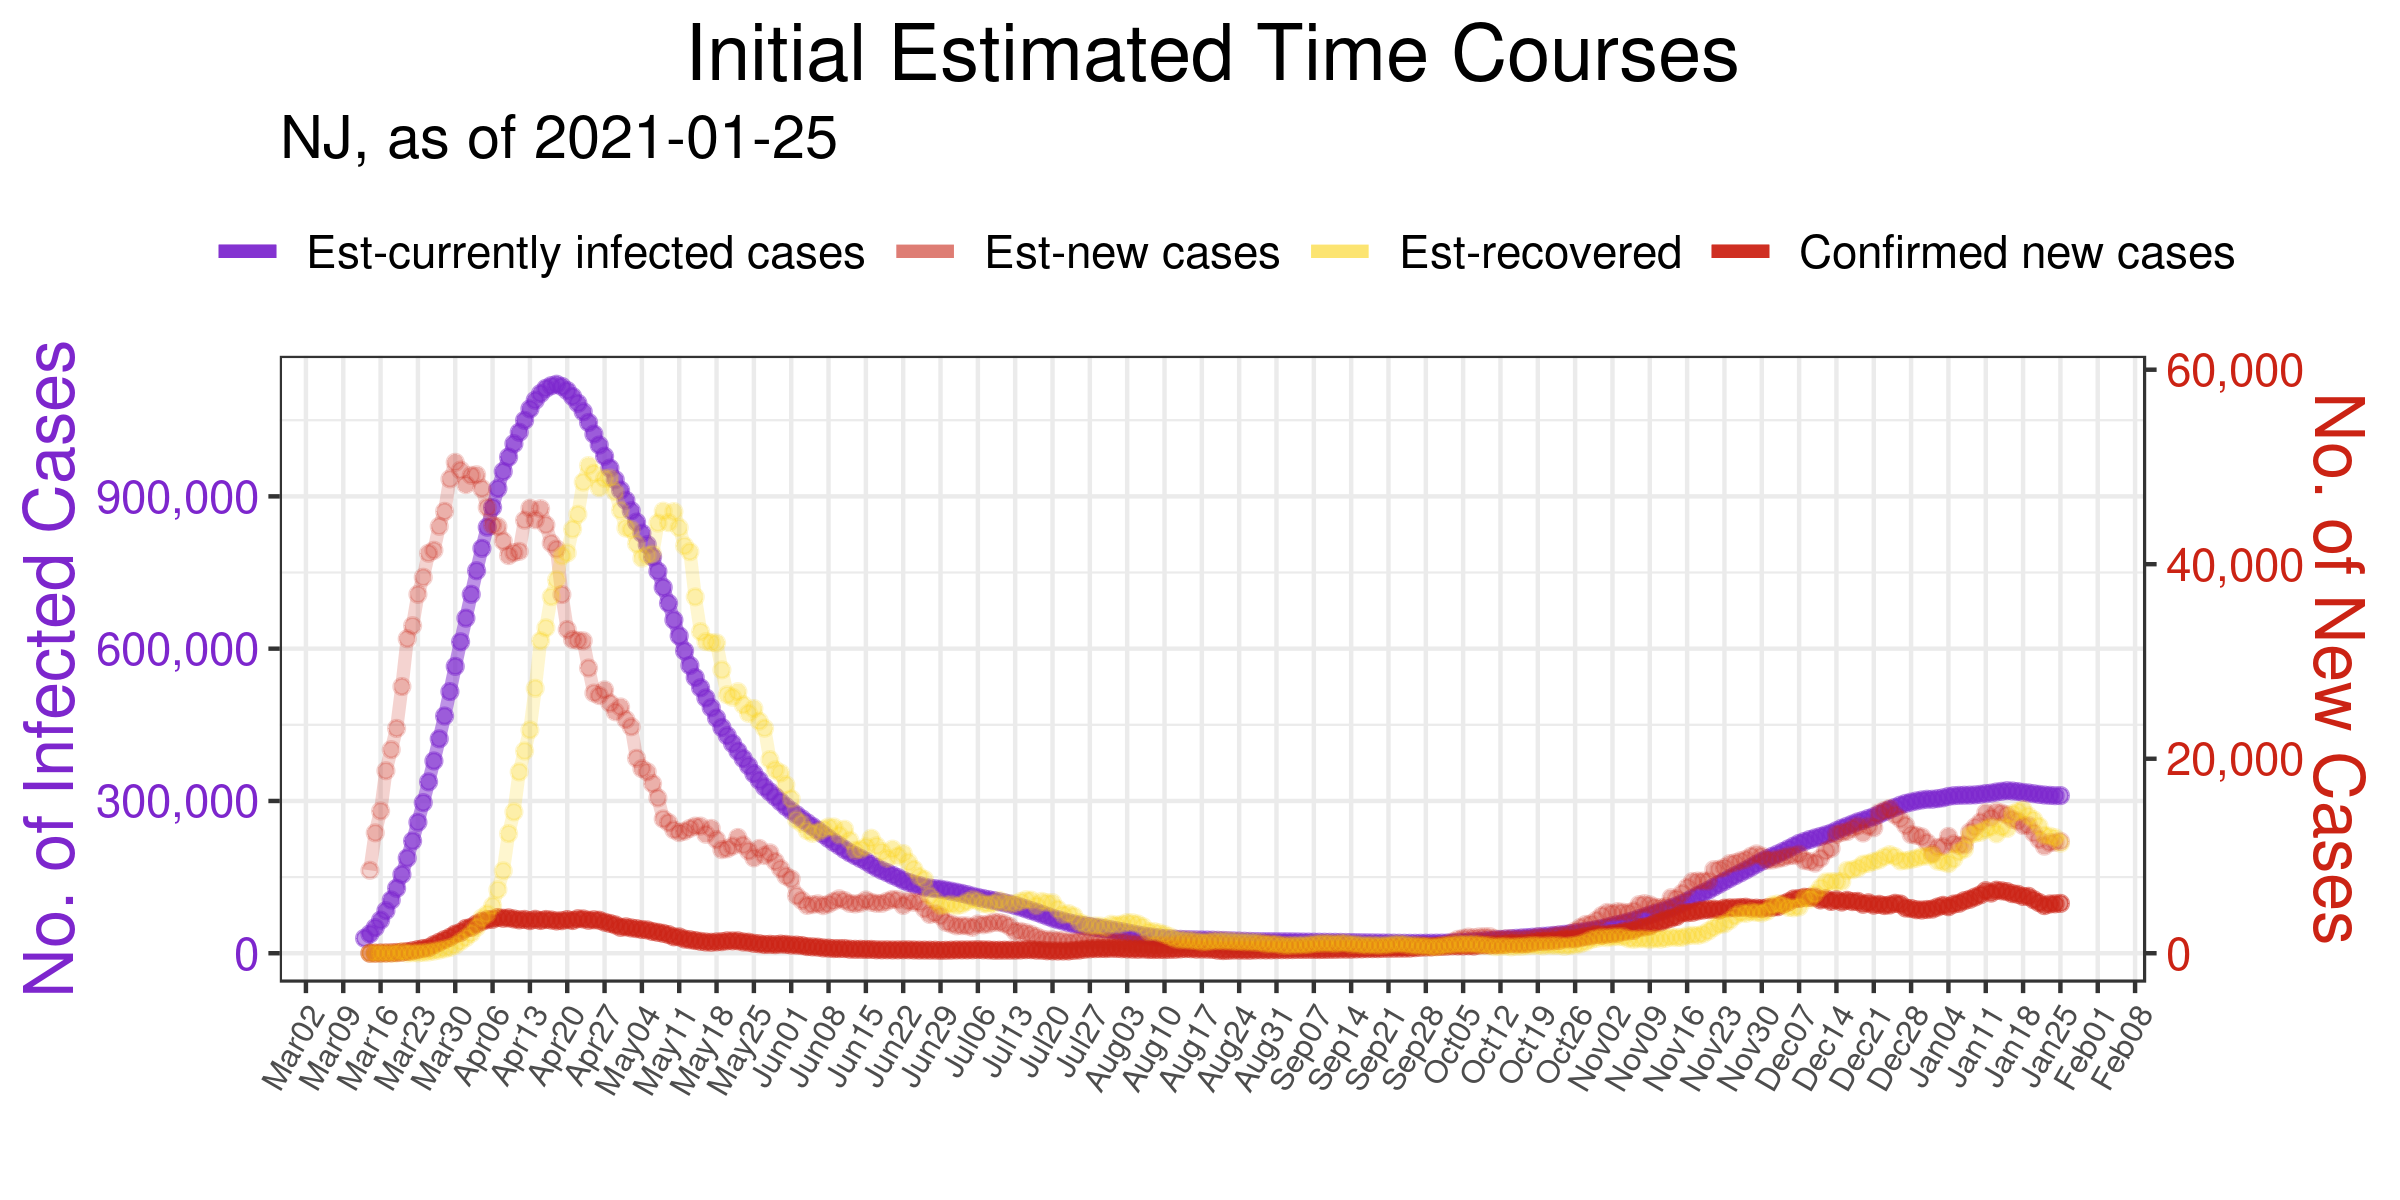 Initial Estimated Time Courses
NJ, as of 2021-01-25
Est-currently infected cases
Est-new cases
Est-recovered
Confirmed new cases
No. of Infected Cases
900,000
600,000
300,000
0
60,000
40,000
20,000
0
No. of New Cases
Mar02
Mar09
Mar16
Mar23
Mar30
Apr06
Apr13
Apr20
Apr27
May04
May11
May18
May25
Jun01
Jun08
Jun15
Jun22
Jun29
Jul06
Jul13
Jul20
Jul27
Aug03
Aug10
Aug17
Aug24
Aug31
Sep07
Sep14
Sep21
Sep28
Oct05
Oct12
Oct19
Oct26
Nov02
Nov09
Nov16
Nov23
Nov30
Dec07
Dec14
Dec21
Dec28
Jan04
Jan11
Jan18
Jan25
Feb01
Feb08